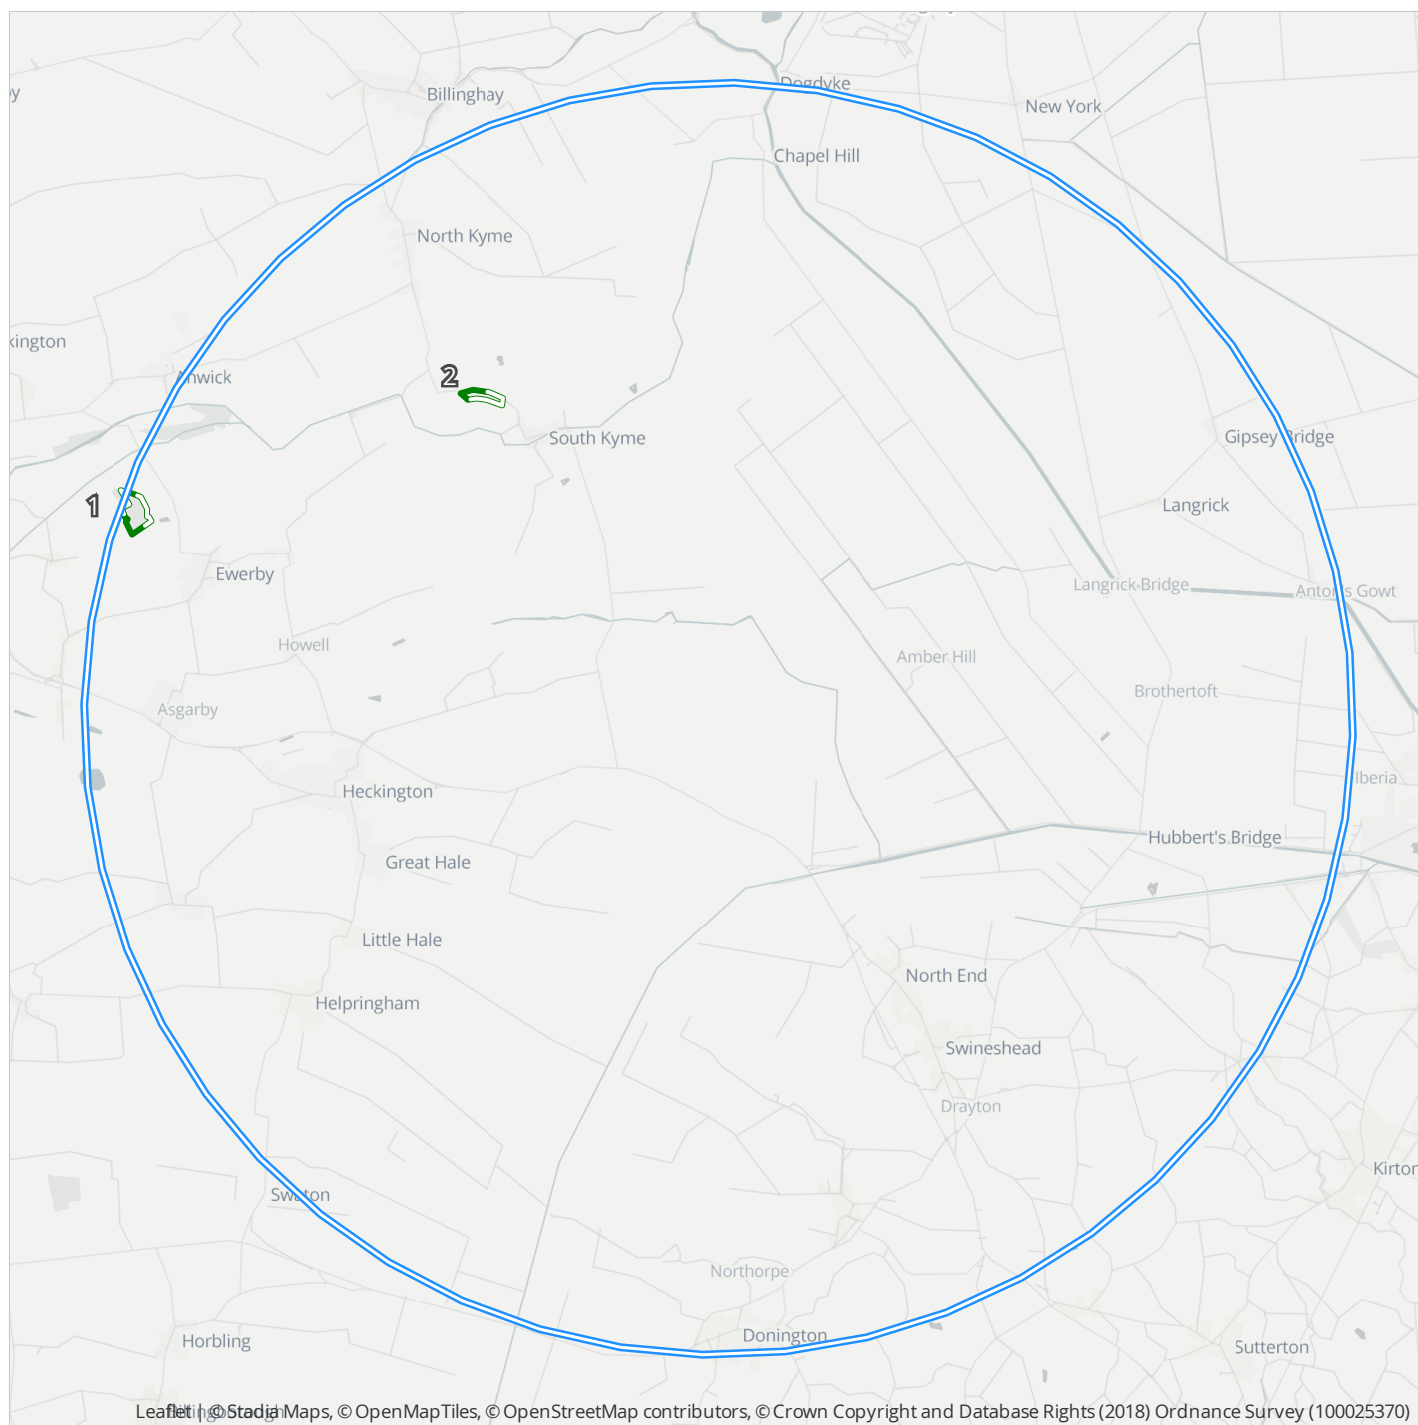 Dogdyke
Billinghay
New York
Chapel Hill
North Kyme
kington
Anwick
2
South Kyme
Gipsey Bridge
1
Langrick
Ewerby
Langrick Bridge
Anton's Gowt
Howell
Amber Hill
Brothertoft
Asgarby
Iberia
Heckington
Hubbert's Bridge
Great Hale
Little Hale
North End
Helpringham
Swineshead
Drayton
Kirton
Swaton
Northorpe
Donington
Horbling
Sutterton
Leaflet | © Stadia Maps, © OpenMapTiles, © OpenStreetMap contributors, © Crown Copyright and Database Rights (2018) Ordnance Survey (100025370)